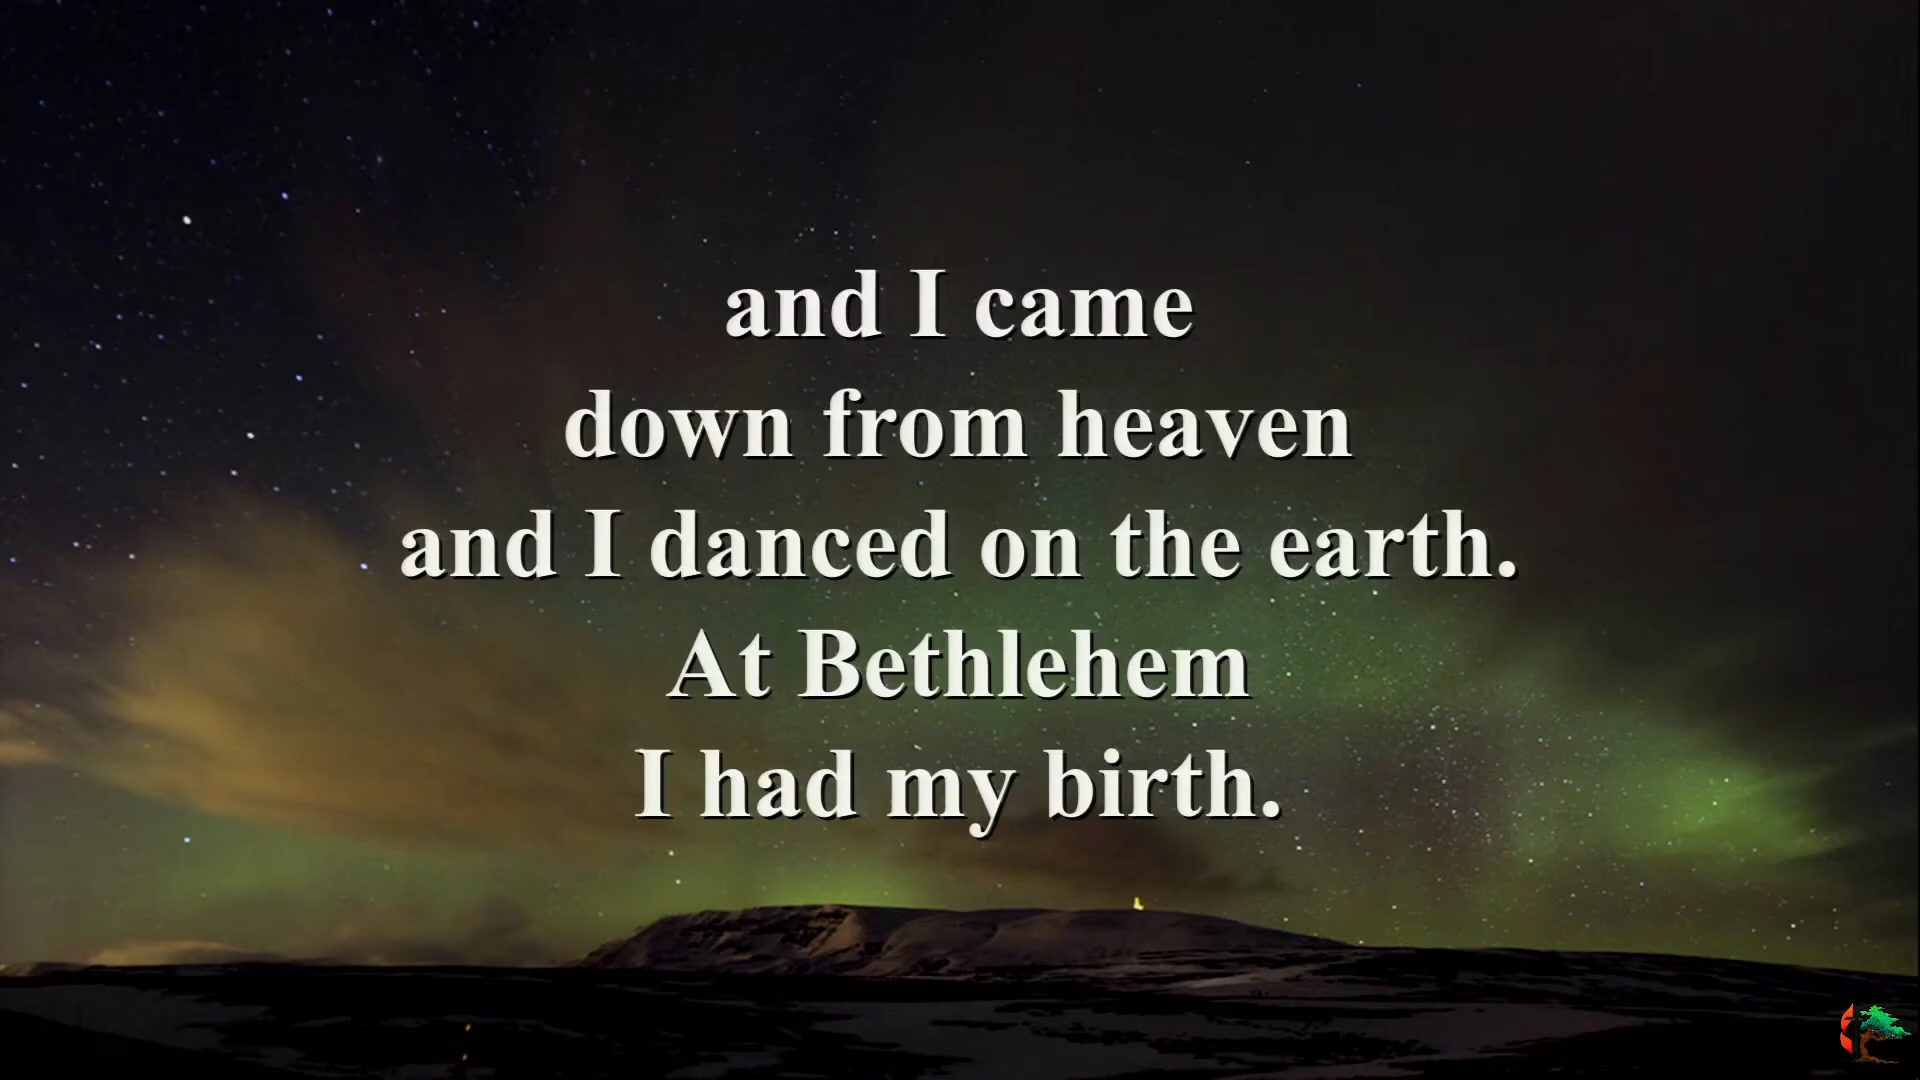 and I came
down from heaven
and I danced on the earth.
At Bethlehem
I had my birth.